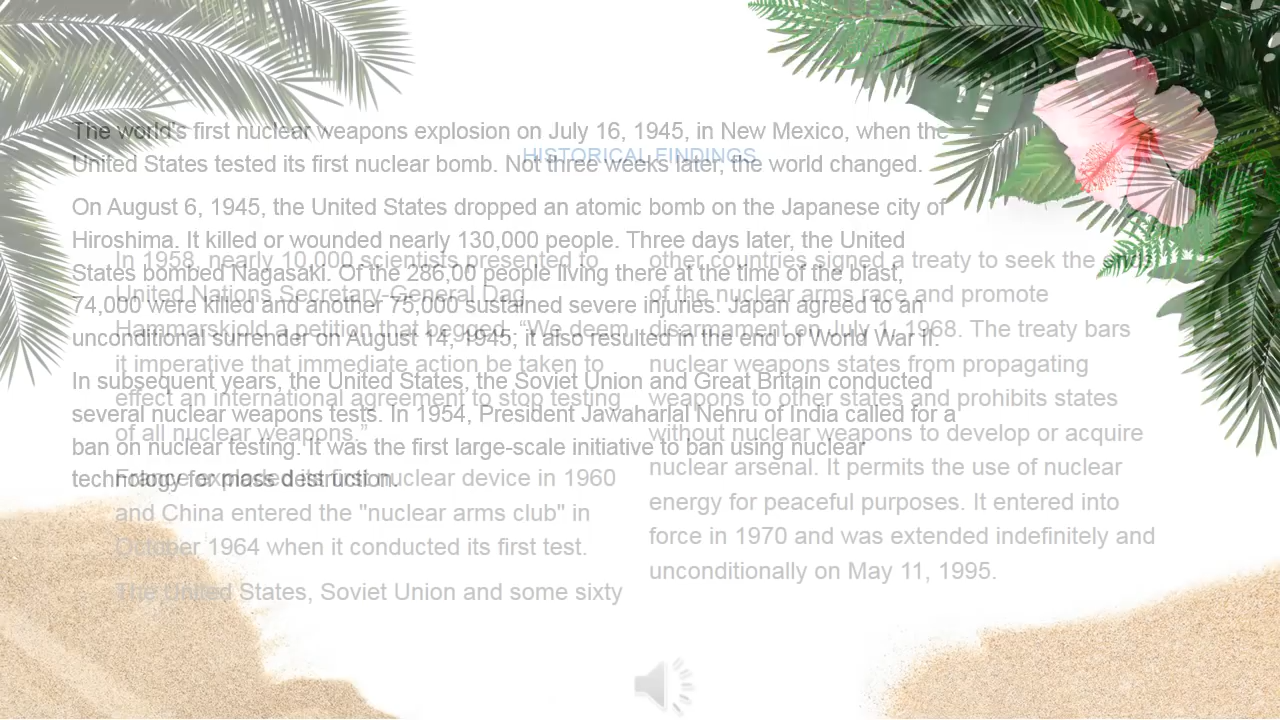 The world's first nuclear weapons explosion on July 16, 1945, in New Mexico, when the
United States tested its first nuclear bomb. Not three weeks later, the world changed.
On August 6, 1945, the United States dropped an atomic bomb on the Japanese city of
Hiroshima. It killed or wounded nearly 130,000 people. Three days later, the United
States bombed Nagasaki. Of the 286,00 people living there at the time of the blast,
74,000 were killed and another 75,000 sustained severe injuries. Japan agreed to an
unconditional surrender on August 14, 1945; it also resulted in the end of World War II.
In subsequent years, the United States, the Soviet Union and Great Britain conducted
several nuclear weapons tests. In 1954, President Jawaharlal Nehru of India called for a
ban on nuclear testing. It was the first large-scale initiative to ban using nuclear
technology for mass destruction.
HISTORICAL FINDINGS
In 1958, nearly 10,000 scientists presented to
United Nations Secretary-General Dag
Hammarskjold a petition that begged, “We deem
it imperative that immediate action be taken to
effect an international agreement to stop testing
of all nuclear weapons.”
France exploded its first nuclear device in 1960
and China entered the "nuclear arms club" in
October 1964 when it conducted its first test.
The United States, Soviet Union and some sixty
other countries signed a treaty to seek the
of the nuclear arms race and promote
disarmament on July 1, 1968. The treaty bars
nuclear weapons states from propagating
weapons to other states and prohibits states
without nuclear weapons to develop or acquire
nuclear arsenal. It permits the use of nuclear
energy for peaceful purposes. It entered into
force in 1970 and was extended indefinitely and
unconditionally on May 11, 1995.